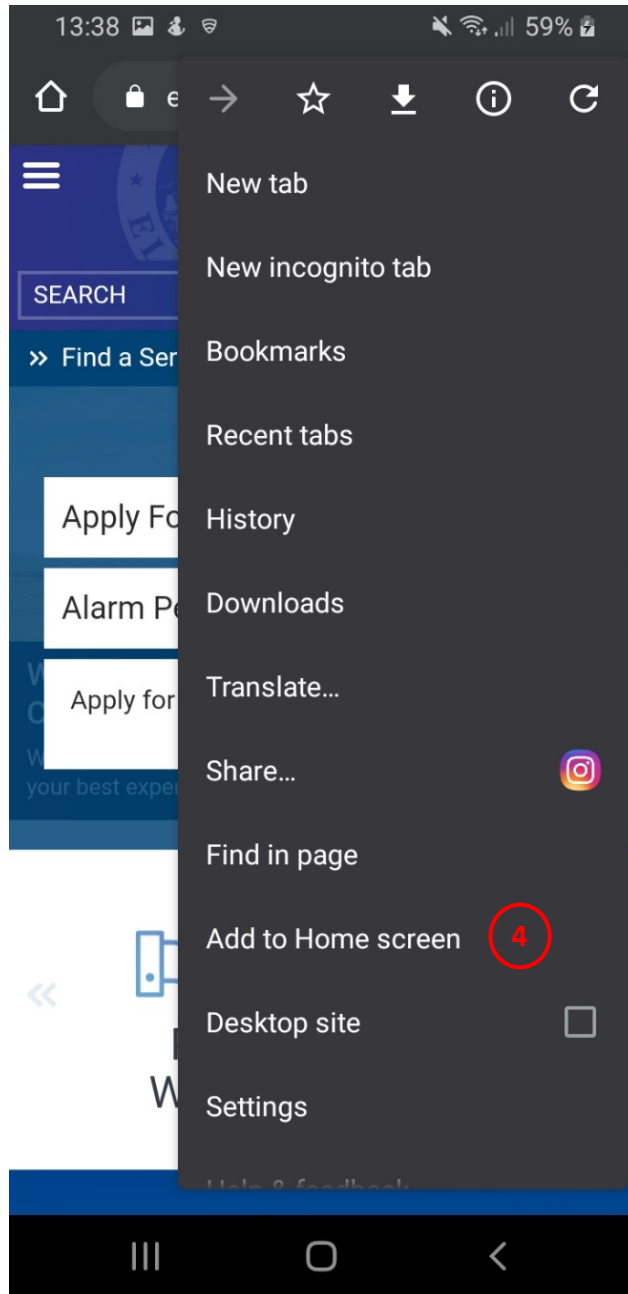 13:38 59%
e
New tab
New incognito tab
SEARCH
» Find a Ser
Bookmarks
Recent tabs
Apply Fo
History
Alarm Pe
Downloads
Apply for
Translate...
Share...
your best exper
Find in page
Add to Home screen 4
Desktop site
W
Settings
Help & feedback